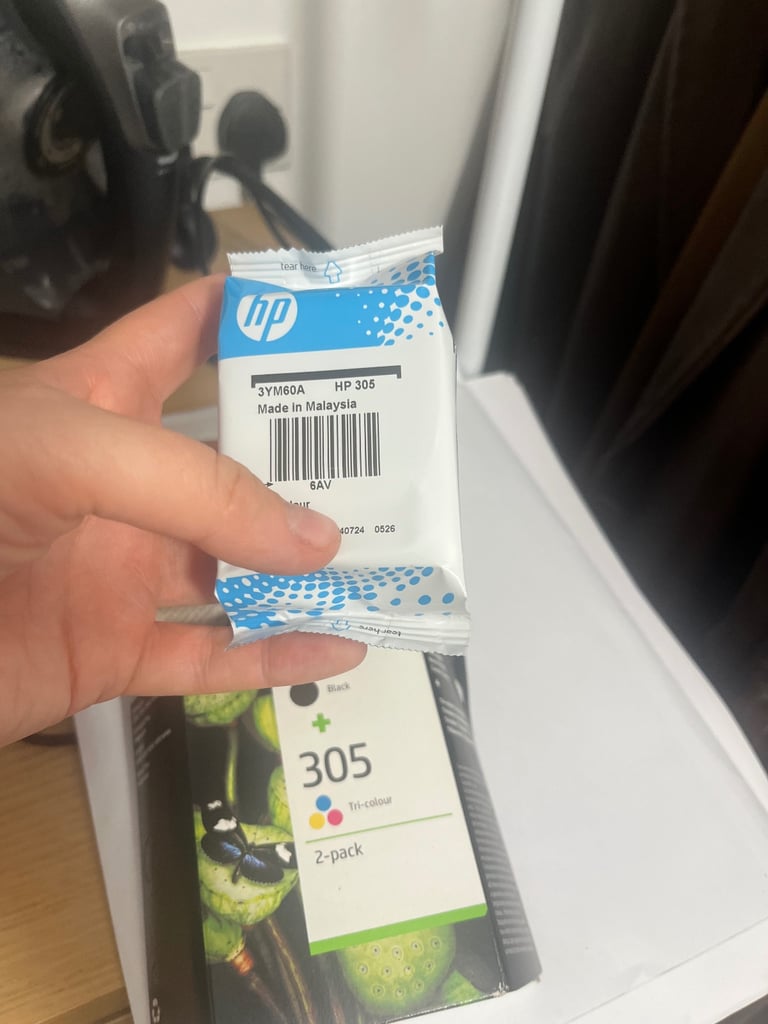 tear here
hp
3YM60A HP 305
Made in Malaysia
6AV
40724 0526
tear here
Black
305
Tri-colour
2-pack